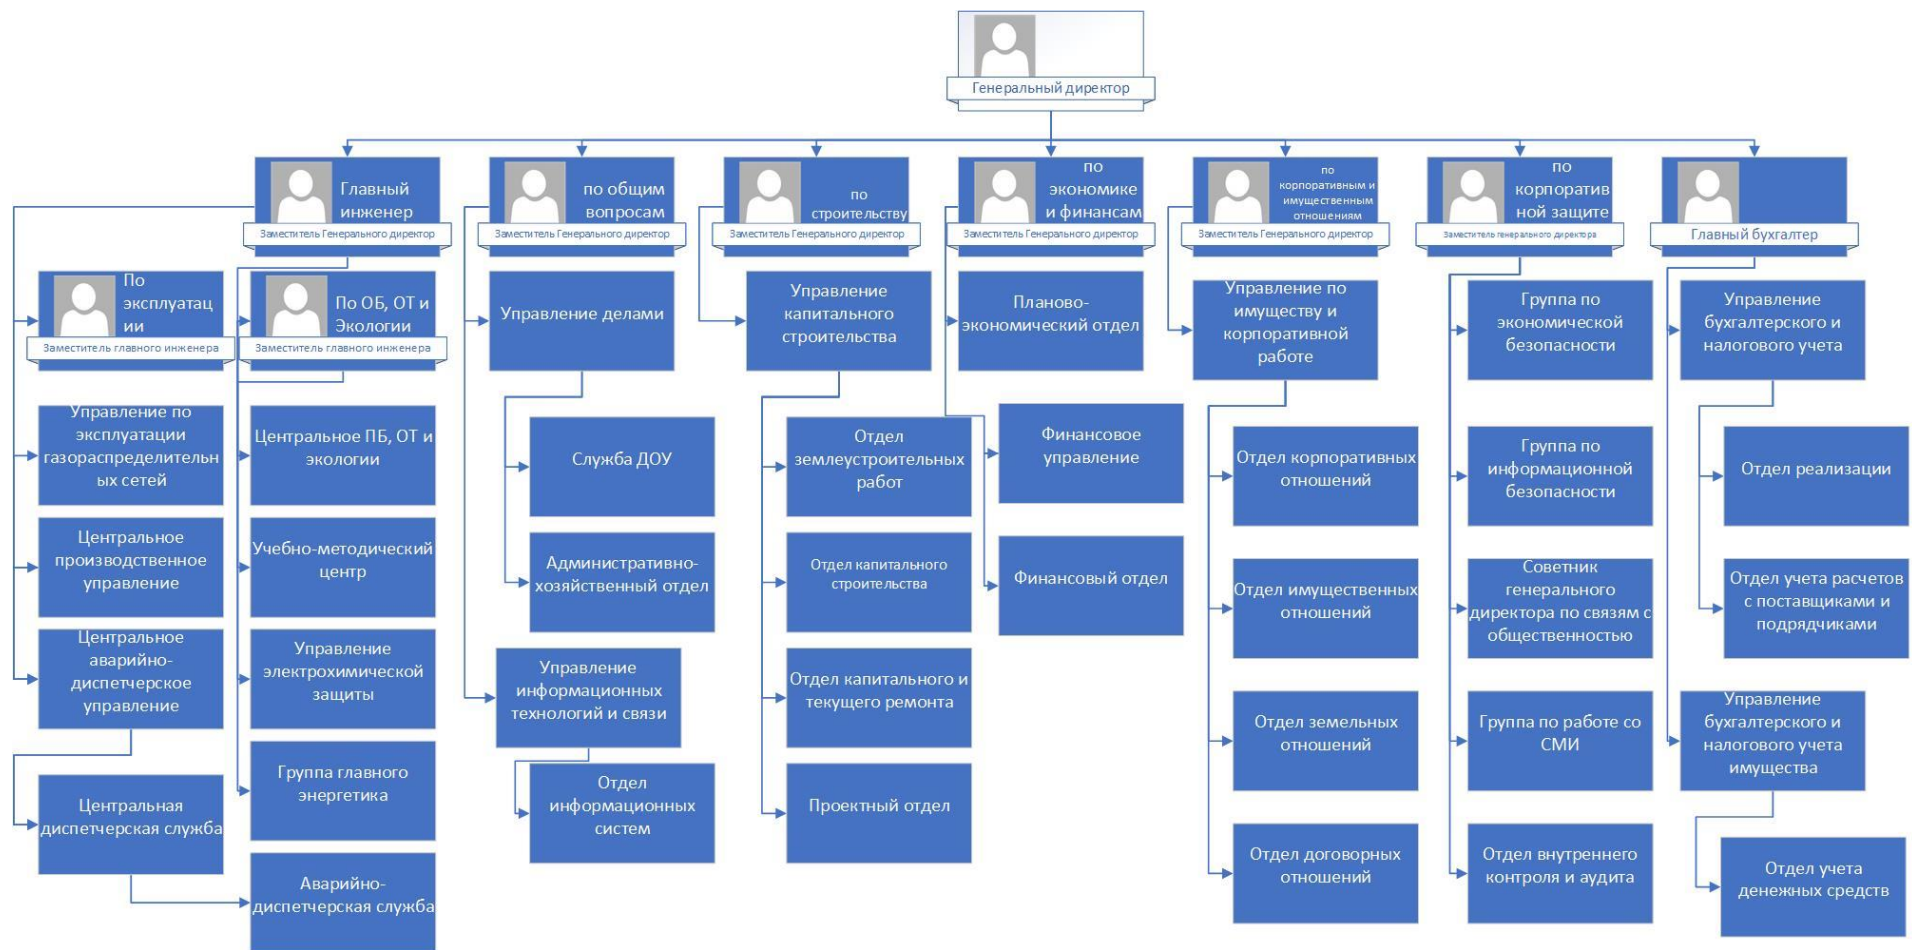 Генеральный директор
Главный
инженер
Заместитель Генерального директор
по общим
вопросам
Заместитель Генерального директор
по
строительству
Заместитель Генерального директор
по
экономике
и финансам
Заместитель Генерального директор
по
корпоративным и
имущественным
отношениям
Заместитель Генерального директор
по
корпоратив
ной защите
Заместитель генерального директора
Главный бухгалтер
По
эксплуатац
ии
Заместитель главного инженера
По ОБ, ОТ и
Экологии
Заместитель главного инженера
Управление делами
Управление
капитального
строительства
Планово-
экономический отдел
Управление по
имуществу и
корпоративной
работе
Группа по
экономической
безопасности
Управление
бухгалтерского и
налогового учета
Управление по
эксплуатации
газораспределительн
ых сетей
Центральное ПБ, ОТ и
экологии
Служба ДОУ
Отдел
землеустроительных
работ
Финансовое
управление
Отдел корпоративных
отношений
Группа по
информационной
безопасности
Отдел реализации
Центральное
производственное
управление
Учебно-методический
центр
Административно-
хозяйственный отдел
Отдел капитального
строительства
Финансовый отдел
Отдел имущественных
отношений
Советник
генерального
директора по связям с
общественностью
Отдел учета расчетов
с поставщиками и
подрядчиками
Центральное
аварийно-
диспетчерское
управление
Управление
электрохимической
защиты
Управление
информационных
технологий и связи
Отдел капитального и
текущего ремонта
Отдел земельных
отношений
Группа по работе со
СМИ
Управление
бухгалтерского и
налогового учета
имущества
Центральная
диспетчерская служба
Группа главного
энергетика
Отдел
информационных
систем
Проектный отдел
Отдел договорных
отношений
Отдел внутреннего
контроля и аудита
Отдел учета
денежных средств
Аварийно-
диспетчерская служба